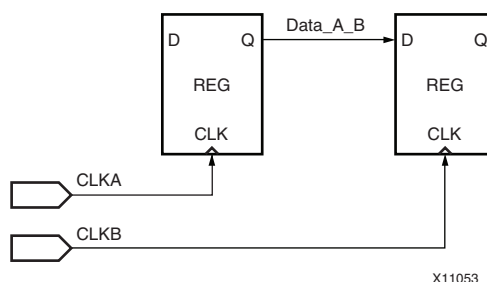 Data_A_B
D Q D Q
REG REG
CLK CLK
CLKA
CLKB
X11053